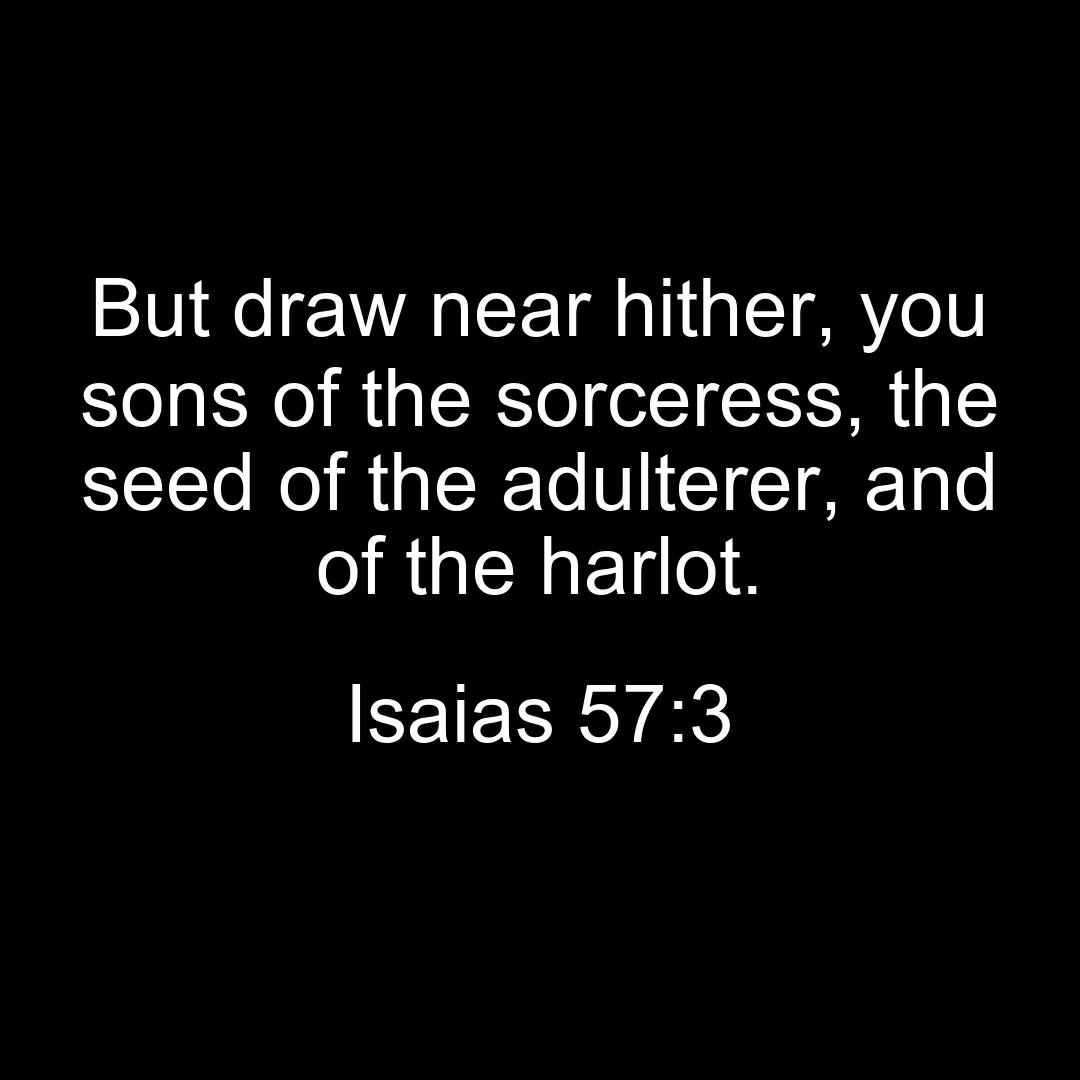 But draw near hither, you
sons of the sorceress, the
seed of the adulterer, and
of the harlot.
Isaias 57:3